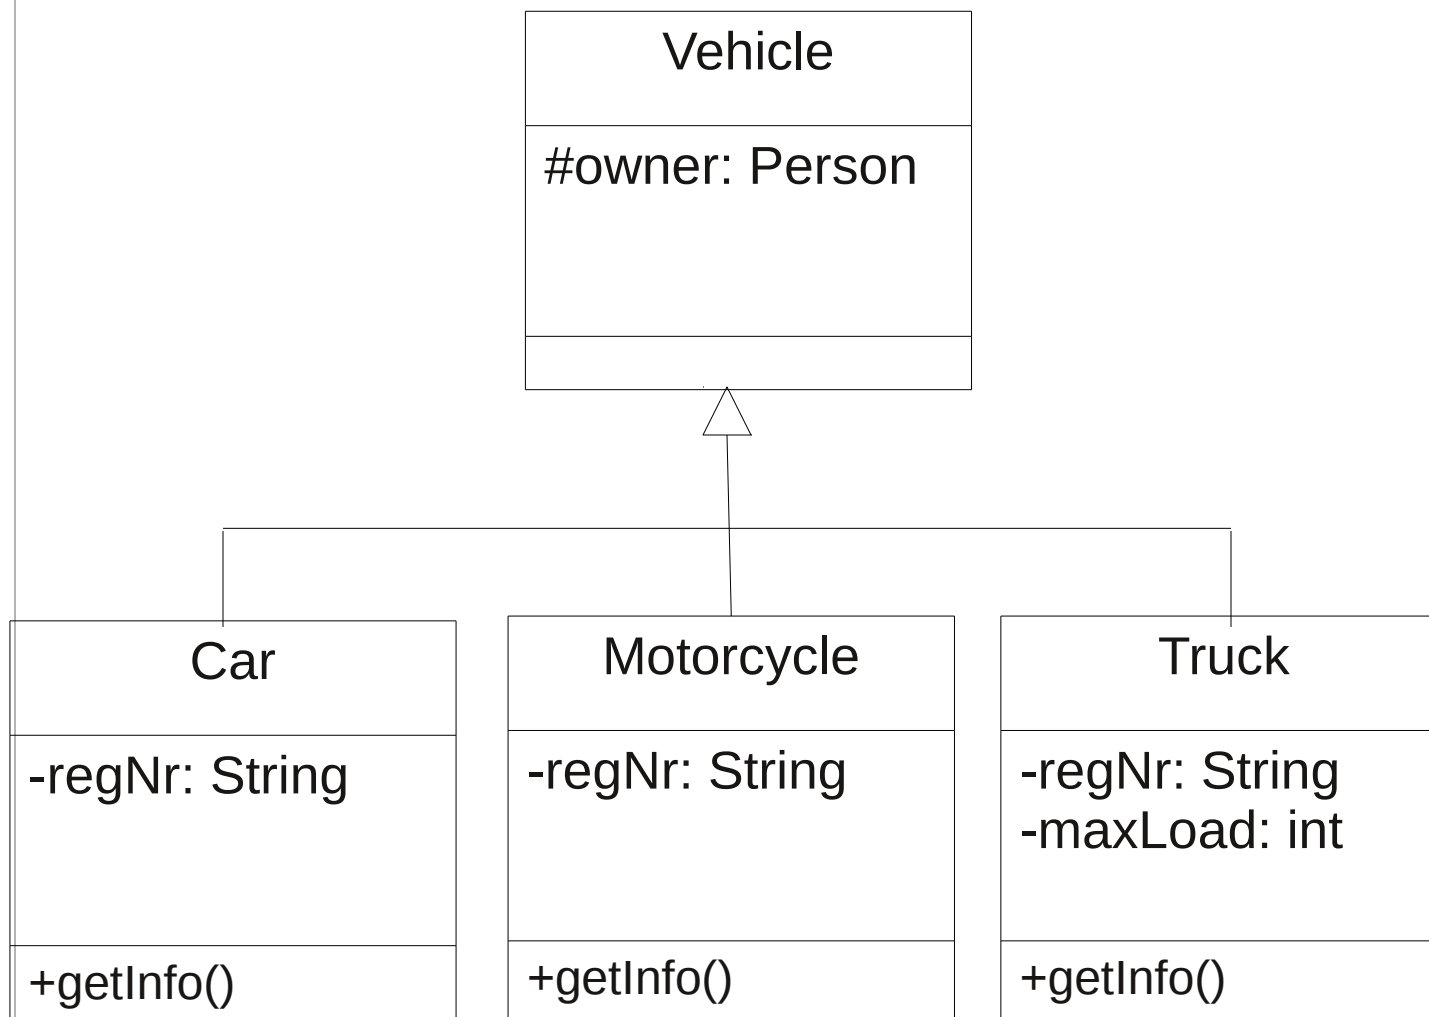 Vehicle
#owner: Person
Car
-regNr: String
+getInfo()
Motorcycle
-regNr: String
+getInfo()
Truck
-regNr: String
-maxLoad: int
+getInfo()